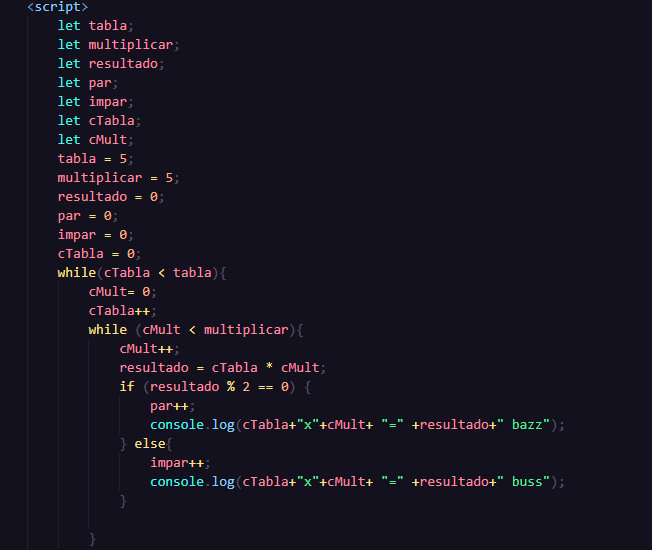 <script>
let tabla;
let multiplicar;
let resultado;
let par;
let impar;
let cTabla;
let cMult;
tabla = 5;
multiplicar = 5;
resultado = 0;
par = 0;
impar = 0;
cTabla = 0;
while(cTabla < tabla){
cMult= 0;
cTabla++;
while (cMult < multiplicar){
cMult++;
resultado = cTabla * cMult;
if (resultado % 2 == 0) {
par++;
console.log(cTabla+"x"+cMult+ "=" +resultado+" bazz");
} else{
impar++;
console.log(cTabla+"x"+cMult+ "=" +resultado+" buss");
}
}